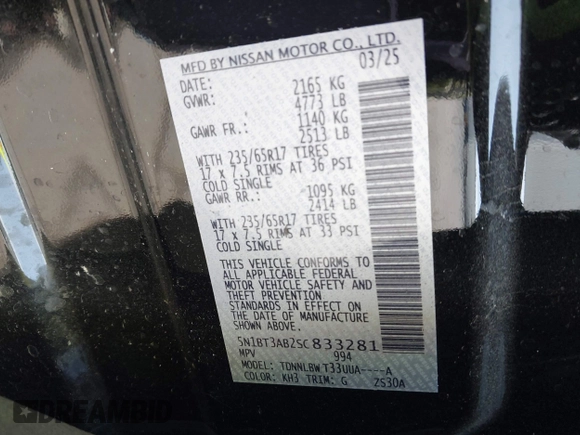 MFD BY NISSAN MOTOR CO., LTD.
DATE: 03/25
GVWR: 2165 KG
4773 LB
GAWR FR.: 1140 KG
2513 LB
WITH 235/65R17 TIRES
17 x 7.5 RIMS AT 36 PSI
COLD SINGLE
GAWR RR.: 1095 KG
2414 LB
WITH 235/65R17 TIRES
17 x 7.5 RIMS AT 33 PSI
COLD SINGLE
THIS VEHICLE CONFORMS TO
ALL APPLICABLE FEDERAL
MOTOR VEHICLE SAFETY AND
THEFT PREVENTION
STANDARDS IN EFFECT ON
THE DATE OF MANUFACTURE
SHOWN ABOVE.
5N1BT3AB2SC833281
MPV 994
TYPE: TDNNLBW T33UUA----A
COLOR: KH3 TRIM: G 2S30A
DREAMBID